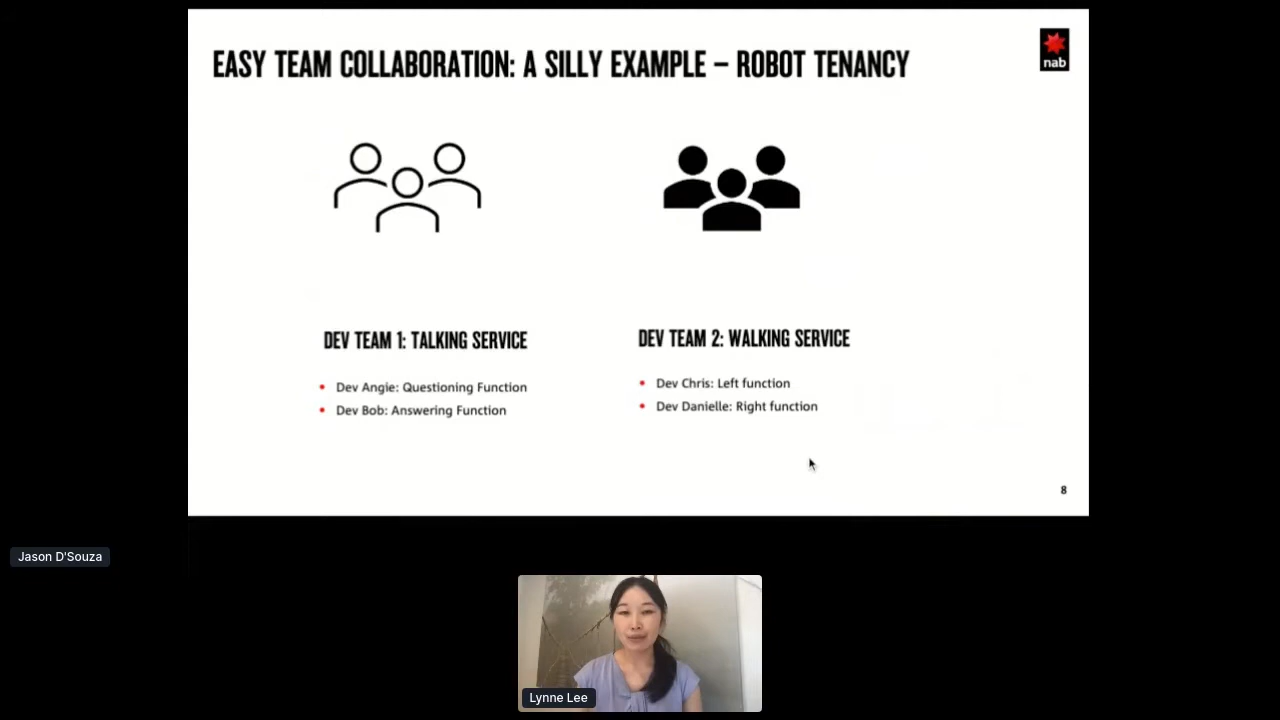 EASY TEAM COLLABORATION: A SILLY EXAMPLE – ROBOT TENANCY
nab
DEV TEAM 1: TALKING SERVICE
• Dev Angie: Questioning Function
• Dev Bob: Answering Function
DEV TEAM 2: WALKING SERVICE
• Dev Chris: Left function
• Dev Danielle: Right function
8
Jason D'Souza
Lynne Lee